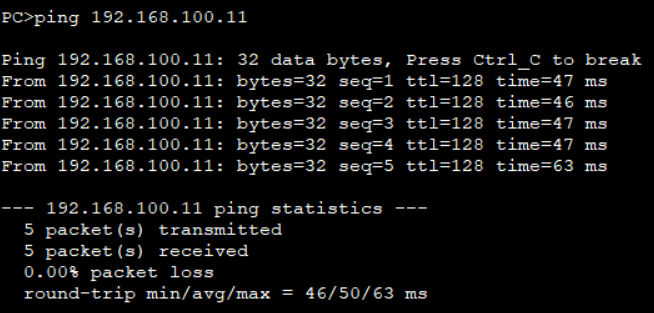 PC>ping 192.168.100.11
Ping 192.168.100.11: 32 data bytes, Press Ctrl_C to break
From 192.168.100.11: bytes=32 seq=1 ttl=128 time=47 ms
From 192.168.100.11: bytes=32 seq=2 ttl=128 time=46 ms
From 192.168.100.11: bytes=32 seq=3 ttl=128 time=47 ms
From 192.168.100.11: bytes=32 seq=4 ttl=128 time=47 ms
From 192.168.100.11: bytes=32 seq=5 ttl=128 time=63 ms
--- 192.168.100.11 ping statistics ---
5 packet(s) transmitted
5 packet(s) received
0.00% packet loss
round-trip min/avg/max = 46/50/63 ms